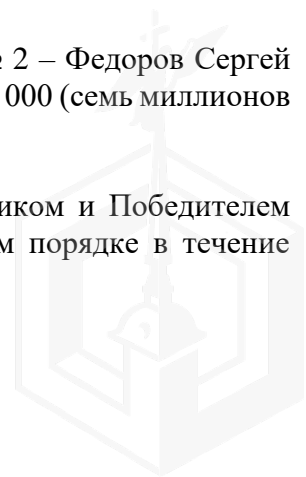 2 – Федоров Сергей
000 (семь миллионов
иком и Победителем
м порядке в течение